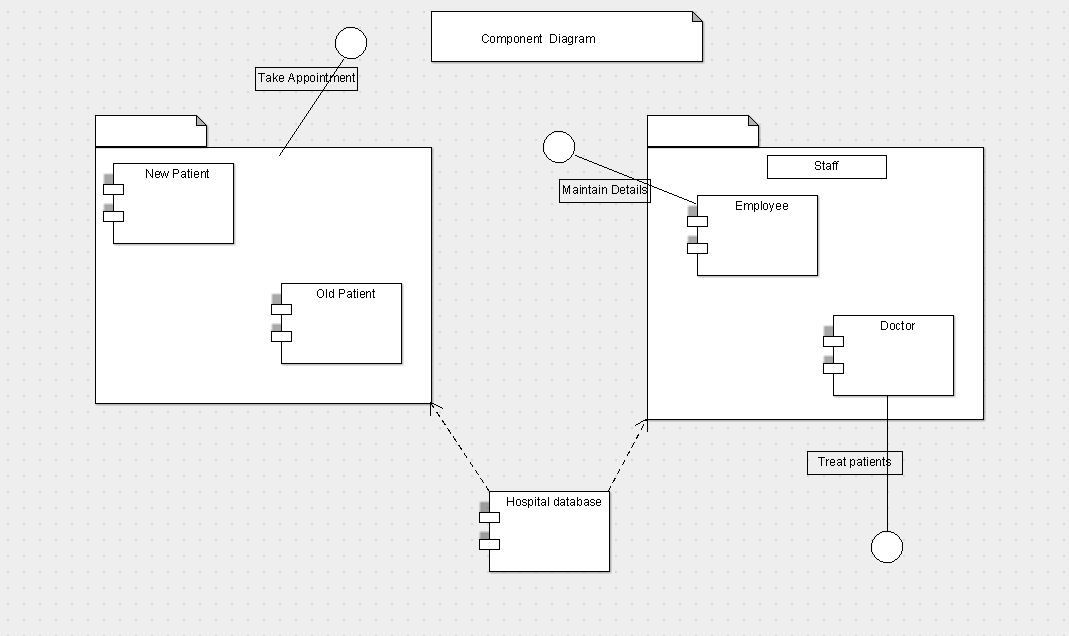 Component Diagram
Take Appointment
New Patient
Old Patient
Maintain Details
Staff
Employee
Doctor
Treat patients
Hospital database